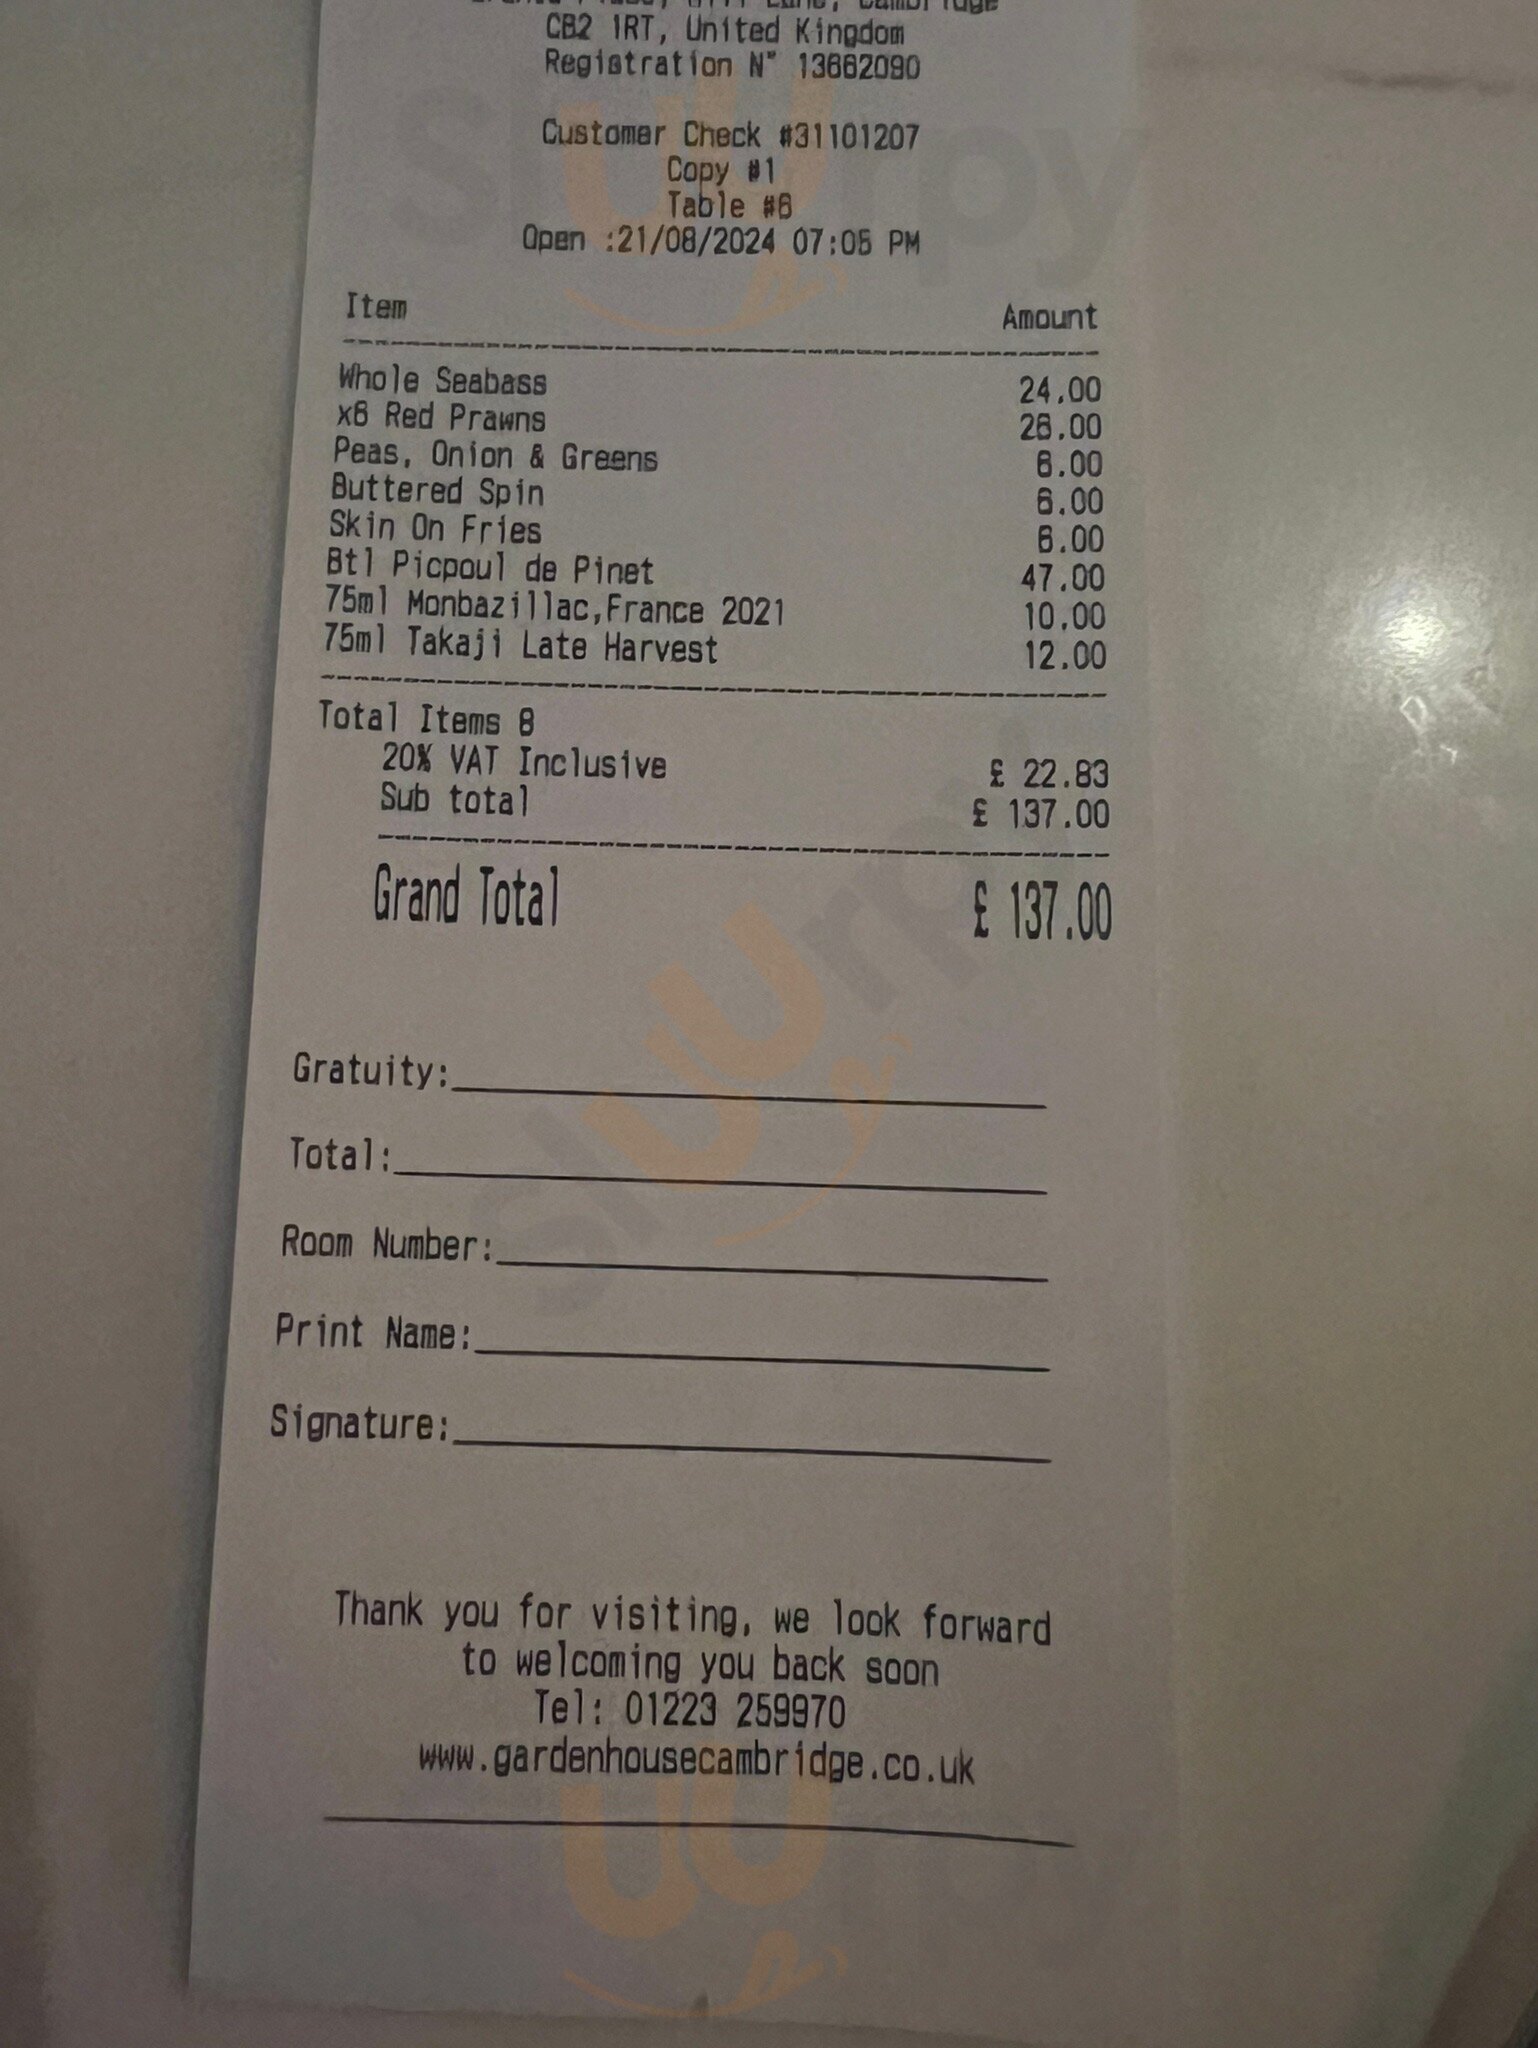 Lane, Cambridge
CB2 1RT, United Kingdom
Registration N° 13662090
Customer Check #31101207
Copy #1
Table #6
Open :21/08/2024 07:05 PM
Item Amount
Whole Seabass 24.00
x6 Red Prawns 26.00
Peas, Onion & Greens 6.00
Buttered Spin 6.00
Skin On Fries 6.00
Btl Picpoul de Pinet 47.00
75ml Monbazillac,France 2021 10.00
75ml Takaji Late Harvest 12.00
Total Items 8
20% VAT Inclusive £ 22.83
Sub total £ 137.00
Grand Total £ 137.00
Gratuity:
Total:
Room Number:
Print Name:
Signature:
Thank you for visiting, we look forward
to welcoming you back soon
Tel: 01223 259970
www.gardenhousecambridge.co.uk
sluurpy
sluurpy
sluurpy